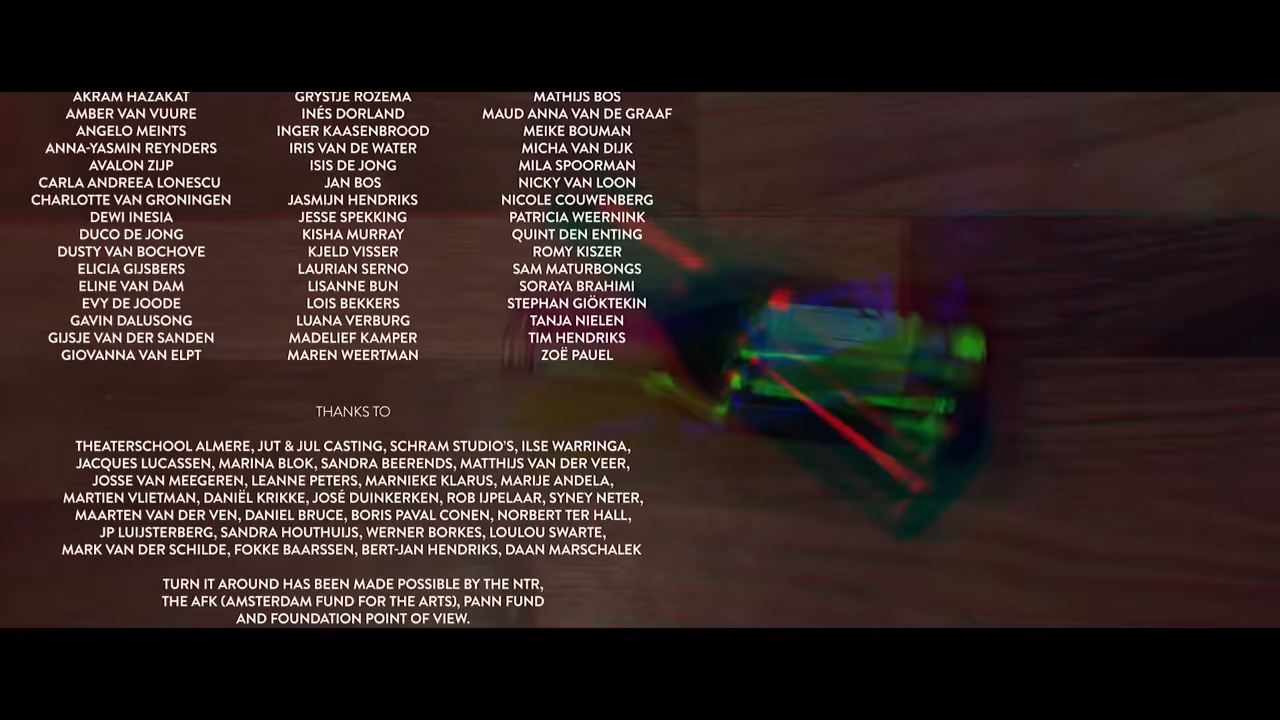 AKRAM HAZAKAT
AMBER VAN VUURE
ANGELO MEINTS
ANNA-YASMIN REYNDERS
AVALON ZIJP
CARLA ANDREEA LONESCU
CHARLOTTE VAN GRONINGEN
DEWI INESIA
DUCO DE JONG
DUSTY VAN BOCHOVE
ELICIA GIJSBERS
ELINE VAN DAM
EVY DE JOODE
GAVIN DALUSONG
GIJSJE VAN DER SANDEN
GIOVANNA VAN ELPT
GRYSTJE ROZEMA
INÉS DORLAND
INGER KAASENBROOD
IRIS VAN DE WATER
ISIS DE JONG
JAN BOS
JASMIJN HENDRIKS
JESSE SPEKKING
KISHA MURRAY
KJELD VISSER
LAURIAN SERNO
LISANNE BUN
LOIS BEKKERS
LUANA VERBURG
MADELIEF KAMPER
MAREN WEERTMAN
MATHIJS BOS
MAUD ANNA VAN DE GRAAF
MEIKE BOUMAN
MICHA VAN DIJK
MILA SPOORMAN
NICKY VAN LOON
NICOLE COUWENBERG
PATRICIA WEERNINK
QUINT DEN ENTING
ROMY KISZER
SAM MATURBONGS
SORAYA BRAHIMI
STEPHAN GIÖKTEKIN
TANJA NIELEN
TIM HENDRIKS
ZOË PAUEL
THANKS TO
THEATERSCHOOL ALMERE, JUT & JUL CASTING, SCHRAM STUDIO'S, ILSE WARRINGA,
JACQUES LUCASSEN, MARINA BLOK, SANDRA BEERENDS, MATTHIJS VAN DER VEER,
JOSSE VAN MEEGEREN, LEANNE PETERS, MARNIEKE KLARUS, MARIJE ANDELA,
MARTIEN VLIETMAN, DANIËL KRIKKE, JOSÉ DUINKERKEN, ROB IJPELAAR, SYNEY NETER,
MAARTEN VAN DER VEN, DANIEL BRUCE, BORIS PAVAL CONEN, NORBERT TER HALL,
JP LUIJSTERBERG, SANDRA HOUTHUIJS, WERNER BORKES, LOULOU SWARTE,
MARK VAN DER SCHILDE, FOKKE BAARSSEN, BERT-JAN HENDRIKS, DAAN MARSCHALEK
TURN IT AROUND HAS BEEN MADE POSSIBLE BY THE NTR,
THE AFK (AMSTERDAM FUND FOR THE ARTS), PANN FUND
AND FOUNDATION POINT OF VIEW.